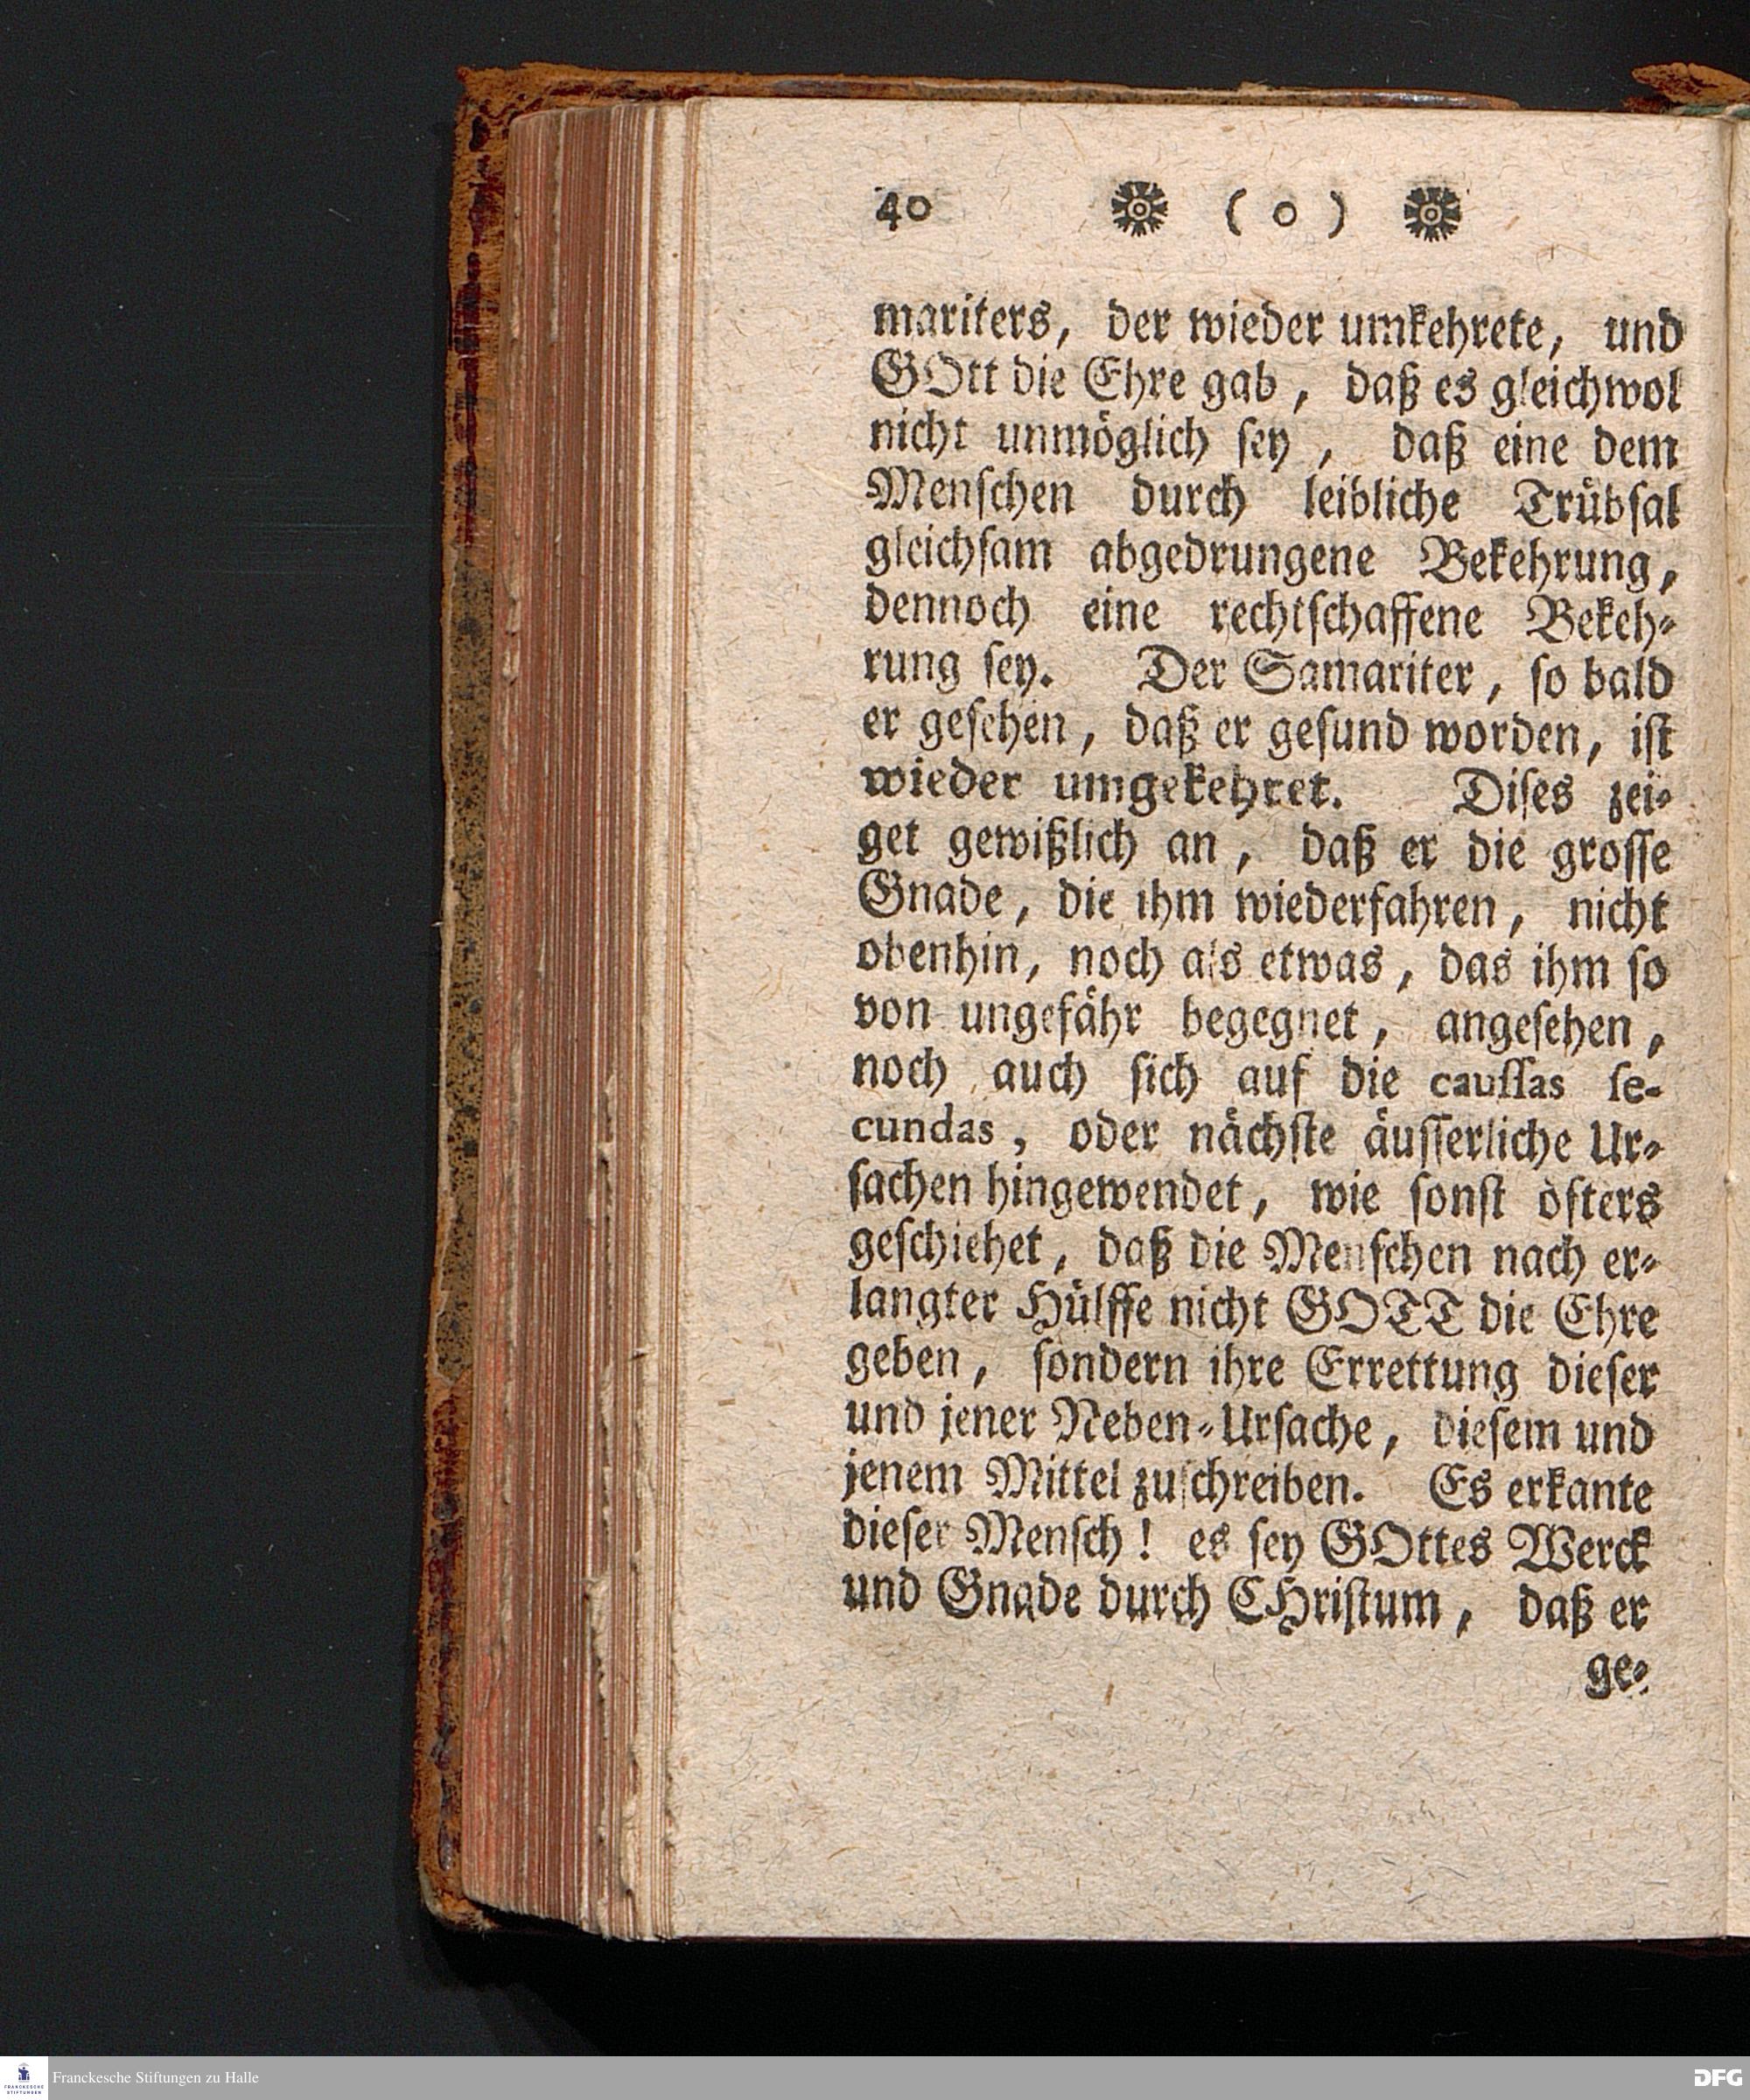 40 ❋ ( o ) ❋
mariters, der wieder umkehrete, und
GOtt die Ehre gab, daß es gleichwol
nicht unmöglich ſey, daß eine dem
Menſchen durch leibliche Trübſal
gleichſam abgedrungene Bekehrung,
dennoch eine rechtſchaffene Bekeh-
rung ſey. Der Samariter, ſo bald
er geſehen, daß er geſund worden, iſt
wieder umgekehret. Diſes zei-
get gewißlich an, daß er die groſſe
Gnade, die ihm wiederfahren, nicht
obenhin, noch als etwas, das ihm ſo
von ungefähr begegnet, angeſehen,
noch auch ſich auf die cauſſas ſe-
cundas, oder nächſte äuſſerliche Ur-
ſachen hingewendet, wie ſonſt öfters
geſchiehet, daß die Menſchen nach er-
langter Hülffe nicht GOTT die Ehre
geben, ſondern ihre Errettung dieſer
und jener Neben-Urſache, dieſem und
jenem Mittel zuſchreiben. Es erkante
dieſer Menſch! es ſey GOttes Werck
und Gnade durch CHriſtum, daß er
ge-
FRANCKESCHE
STIFTUNGEN
Franckesche Stiftungen zu Halle
DFG